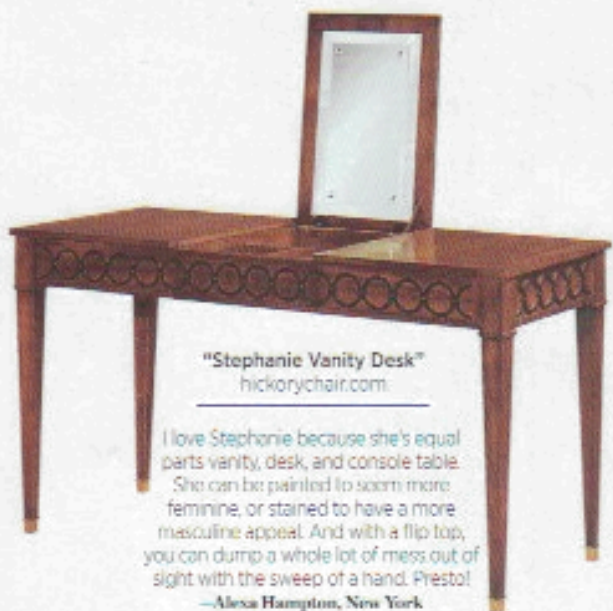 "Stephanie Vanity Desk"
hickorychair.com
I love Stephanie because she's equal
parts vanity, desk, and console table.
She can be painted to seem more
feminine, or stained to have a more
masculine appeal. And with a flip top,
you can dump a whole lot of mess out of
sight with the sweep of a hand. Presto!
—Alexa Hampton, New York